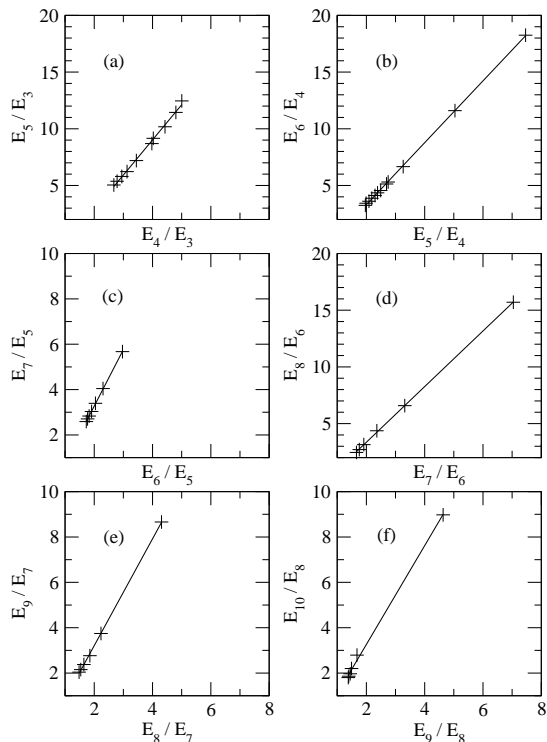 20
15
10
5
E5 / E3
(a)
E4 / E3
20
15
10
5
E6 / E4
(b)
E5 / E4
10
8
6
4
2
E7 / E5
(c)
E6 / E5
20
15
10
5
E8 / E6
(d)
E7 / E6
10
8
6
4
2
E9 / E7
(e)
2 4 6 8
E8 / E7
10
8
6
4
2
E10 / E8
(f)
2 4 6 8
E9 / E8